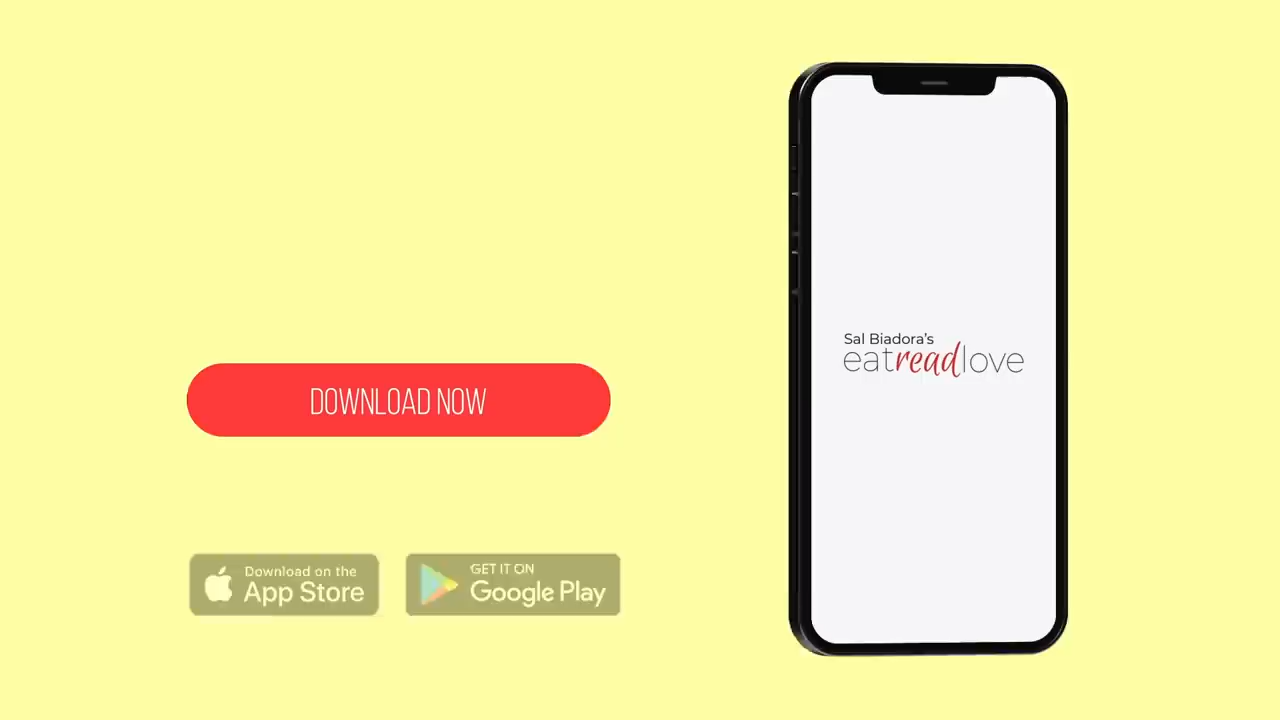 Sal Biadora's
eatreadlove
DOWNLOAD NOW
Download on the
App Store
GET IT ON
Google Play